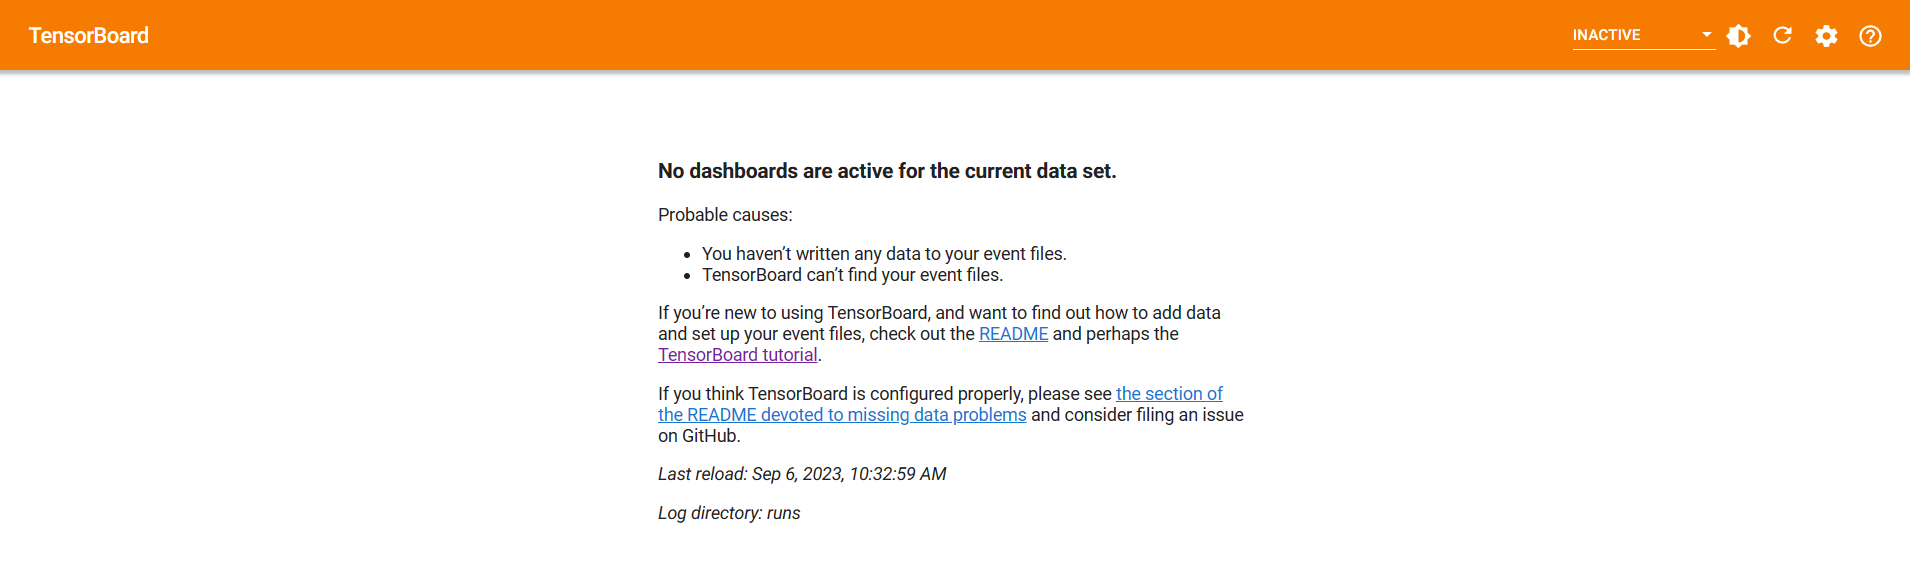 TensorBoard
INACTIVE
No dashboards are active for the current data set.
Probable causes:
• You haven’t written any data to your event files.
• TensorBoard can’t find your event files.
If you’re new to using TensorBoard, and want to find out how to add data
and set up your event files, check out the README and perhaps the
TensorBoard tutorial.
If you think TensorBoard is configured properly, please see the section of
the README devoted to missing data problems and consider filing an issue
on GitHub.
Last reload: Sep 6, 2023, 10:32:59 AM
Log directory: runs